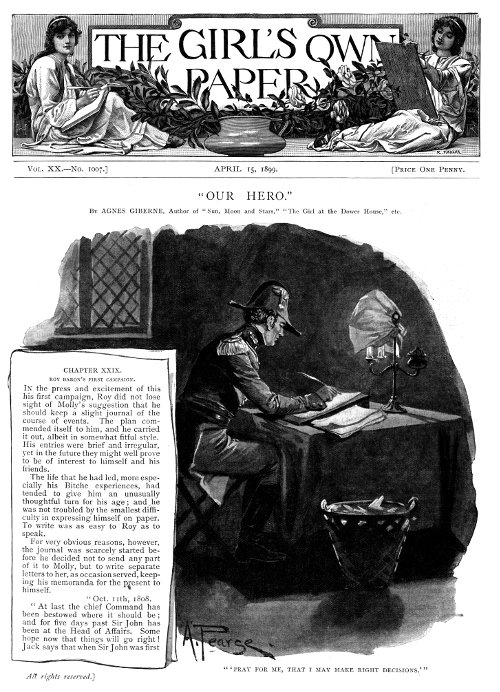 THE GIRL'S OWN
PAPER
R. TAYLOR.
VOL. XX.—No. 1007.] APRIL 15, 1899. [PRICE ONE PENNY.
"OUR HERO."
By AGNES GIBERNE, Author of "Sun, Moon and Stars," "The Girl at the Dower House," etc.
CHAPTER XXIX.
ROY BARON'S FIRST CAMPAIGN.
IN the press and excitement of this
his first campaign, Roy did not lose
sight of Molly's suggestion that he
should keep a slight journal of the
course of events. The plan com-
mended itself to him, and he carried
it out, albeit in somewhat fitful style.
His entries were brief and irregular,
yet in the future they might well prove
to be of interest to himself and his
friends.
The life that he had led, more espe-
cially his Bitche experiences, had
tended to give him an unusually
thoughtful turn for his age; and he
was not troubled by the smallest diffi-
culty in expressing himself on paper.
To write was as easy to Roy as to
speak.
For very obvious reasons, however,
the journal was scarcely started be-
fore he decided not to send any part
of it to Molly, but to write separate
letters to her, as occasion served, keep-
ing his memoranda for the present to
himself.
"Oct. 11th, 1808.
"At last the chief Command has
been bestowed where it should be;
and for five days past Sir John has
been at the Head of Affairs. Some
hope now that things will go right!
Jack says that when Sir John was first
A. Pearse
"'PRAY FOR ME, THAT I MAY MAKE RIGHT DECISIONS.'"
All rights reserved.]